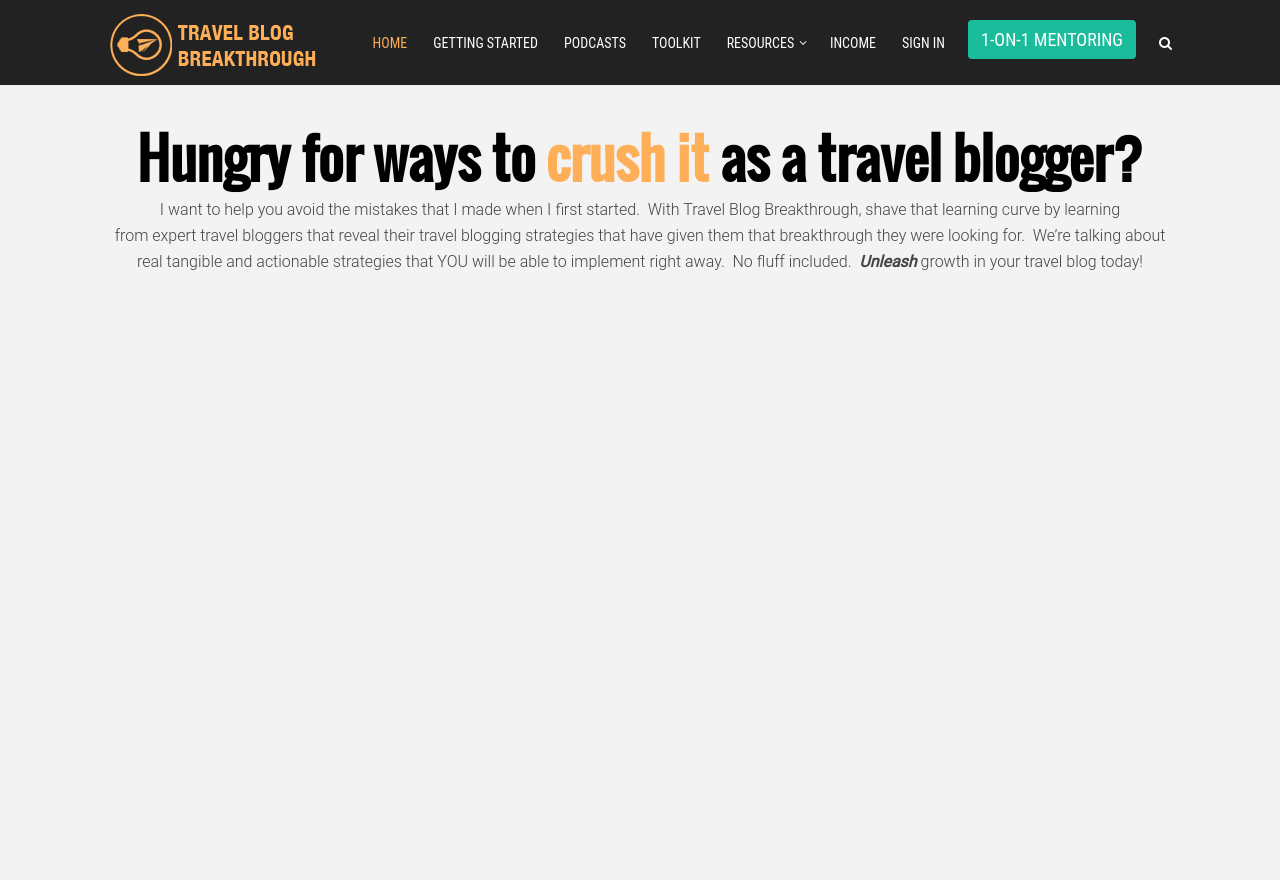 TRAVEL BLOG
BREAKTHROUGH
HOME GETTING STARTED PODCASTS TOOLKIT RESOURCES INCOME SIGN IN 1-ON-1 MENTORING
Hungry for ways to crush it as a travel blogger?
I want to help you avoid the mistakes that I made when I first started.  With Travel Blog Breakthrough, shave that learning curve by learning
from expert travel bloggers that reveal their travel blogging strategies that have given them that breakthrough they were looking for.  We’re talking about
real tangible and actionable strategies that YOU will be able to implement right away.  No fluff included.  Unleash growth in your travel blog today!